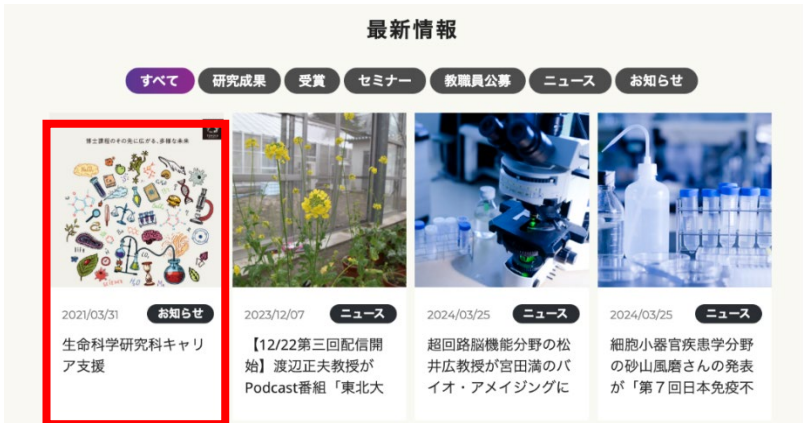 最新情報
すべて 研究成果 受賞 セミナー 教職員公募 ニュース お知らせ
博士課程のその先に広がる、多様な未来
life
science
2021/03/31 お知らせ
生命科学研究科キャリ
ア支援
2023/12/07 ニュース
【12/22第三回配信開
始】渡辺正夫教授が
Podcast番組「東北大
2024/03/25 ニュース
超回路脳機能分野の松
井広教授が宮田満のバ
イオ・アメイジングに
2024/03/25 ニュース
細胞小器官疾患学分野
の砂山風磨さんの発表
が「第７回日本免疫不